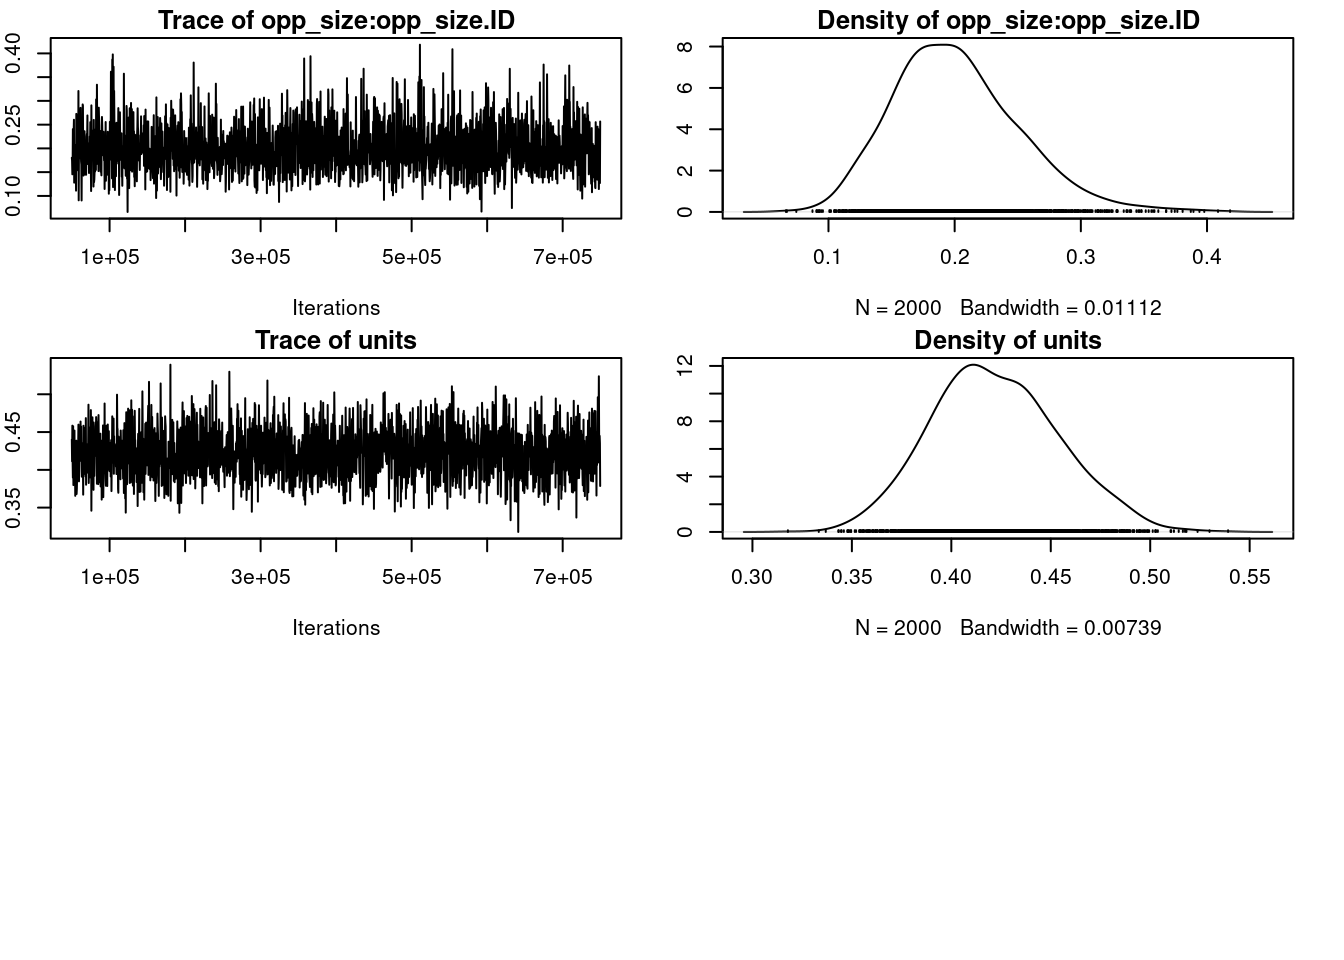 Trace of opp_size:opp_size.ID
0.40
0.25
0.10
1e+05 3e+05 5e+05 7e+05
Iterations
Density of opp_size:opp_size.ID
8
6
4
2
0
0.1 0.2 0.3 0.4
N = 2000 Bandwidth = 0.01112
Trace of units
0.45
0.35
1e+05 3e+05 5e+05 7e+05
Iterations
Density of units
12
8
4
0
0.30 0.35 0.40 0.45 0.50 0.55
N = 2000 Bandwidth = 0.00739